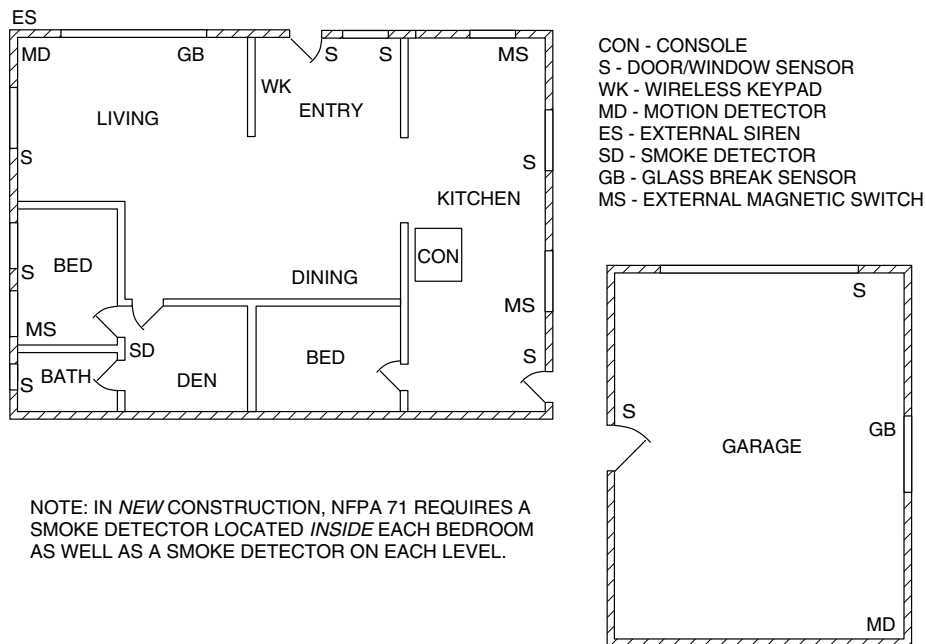 ES
MD
GB
S
S
MS
WK
ENTRY
LIVING
S
S
KITCHEN
BED
S
CON
DINING
MS
MS
SD
BED
S
BATH
S
DEN
CON - CONSOLE
S - DOOR/WINDOW SENSOR
WK - WIRELESS KEYPAD
MD - MOTION DETECTOR
ES - EXTERNAL SIREN
SD - SMOKE DETECTOR
GB - GLASS BREAK SENSOR
MS - EXTERNAL MAGNETIC SWITCH
S
S
GB
GARAGE
MD
NOTE: IN NEW CONSTRUCTION, NFPA 71 REQUIRES A
SMOKE DETECTOR LOCATED INSIDE EACH BEDROOM
AS WELL AS A SMOKE DETECTOR ON EACH LEVEL.